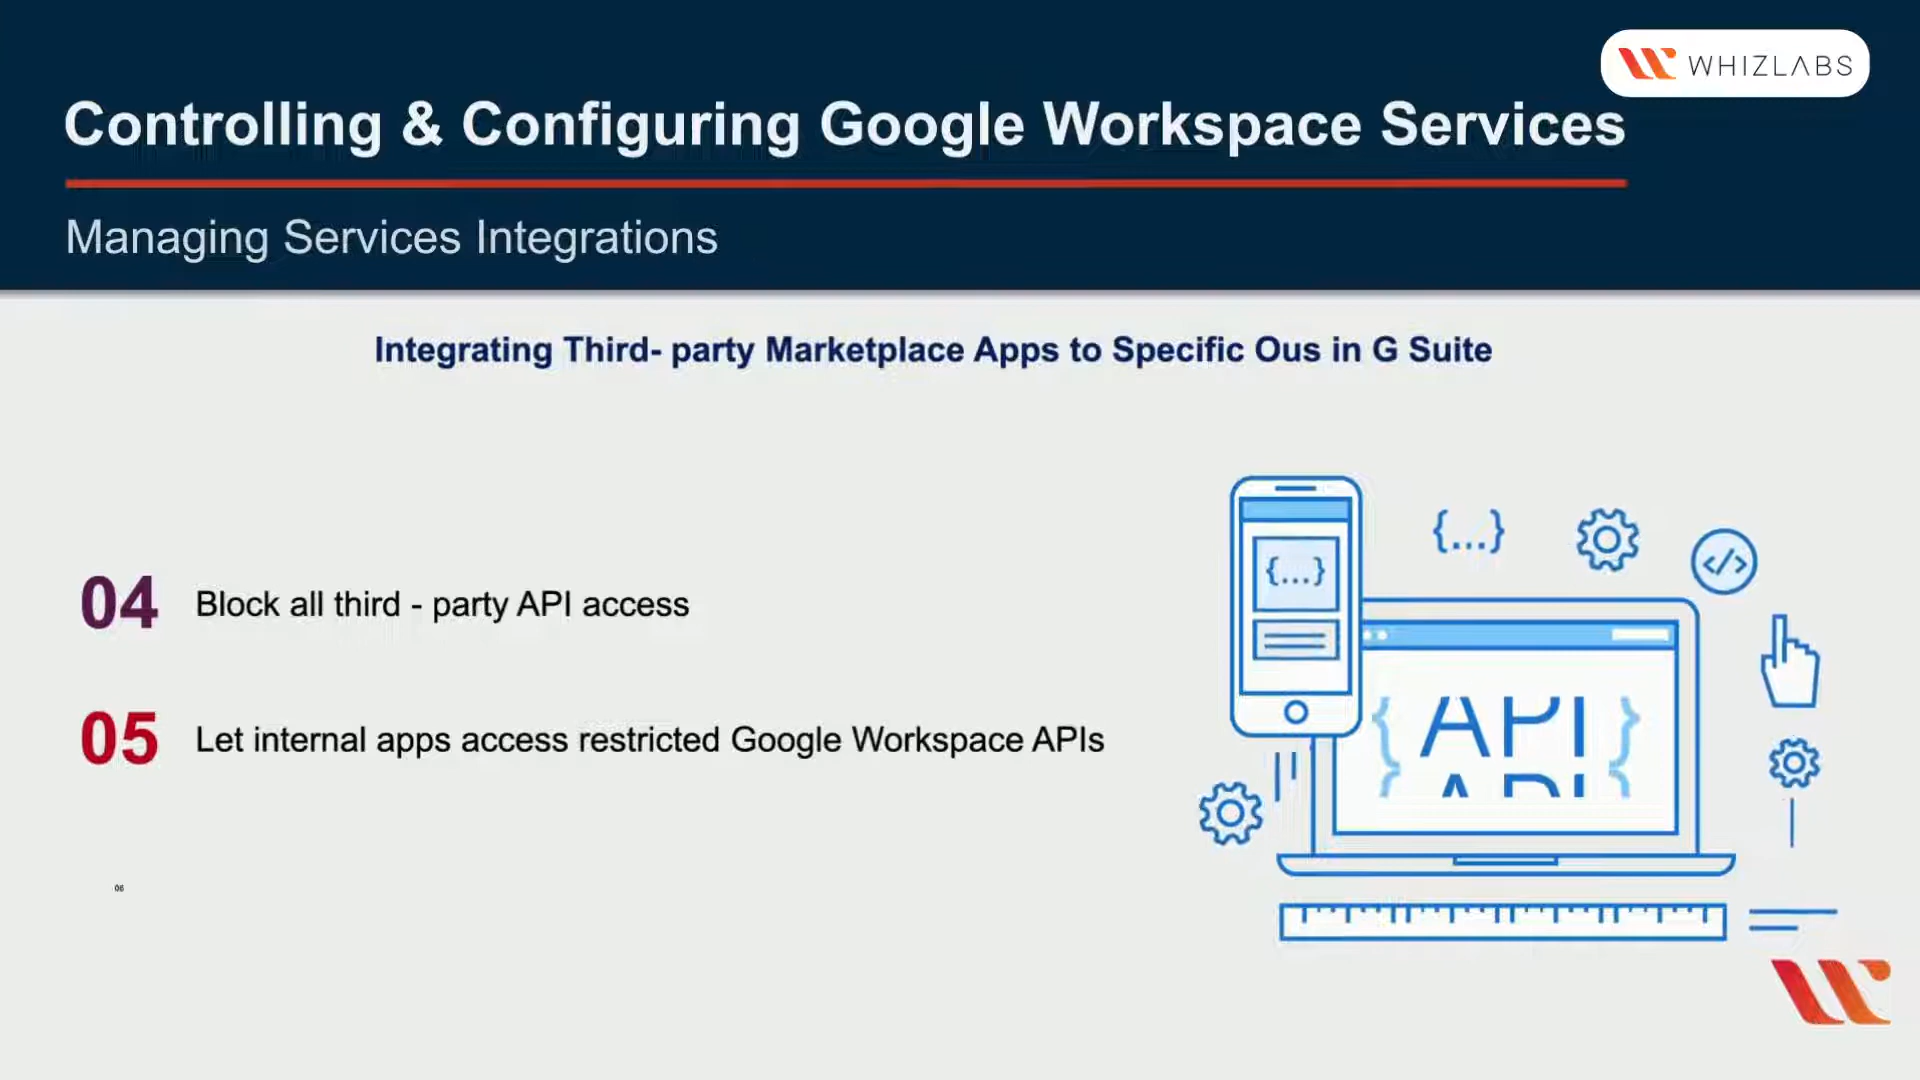 WHIZLABS
Controlling & Configuring Google Workspace Services
Managing Services Integrations
Integrating Third- party Marketplace Apps to Specific Ous in G Suite
04 Block all third - party API access
05 Let internal apps access restricted Google Workspace APIs
06
{...}
{...}
</>
{ API }